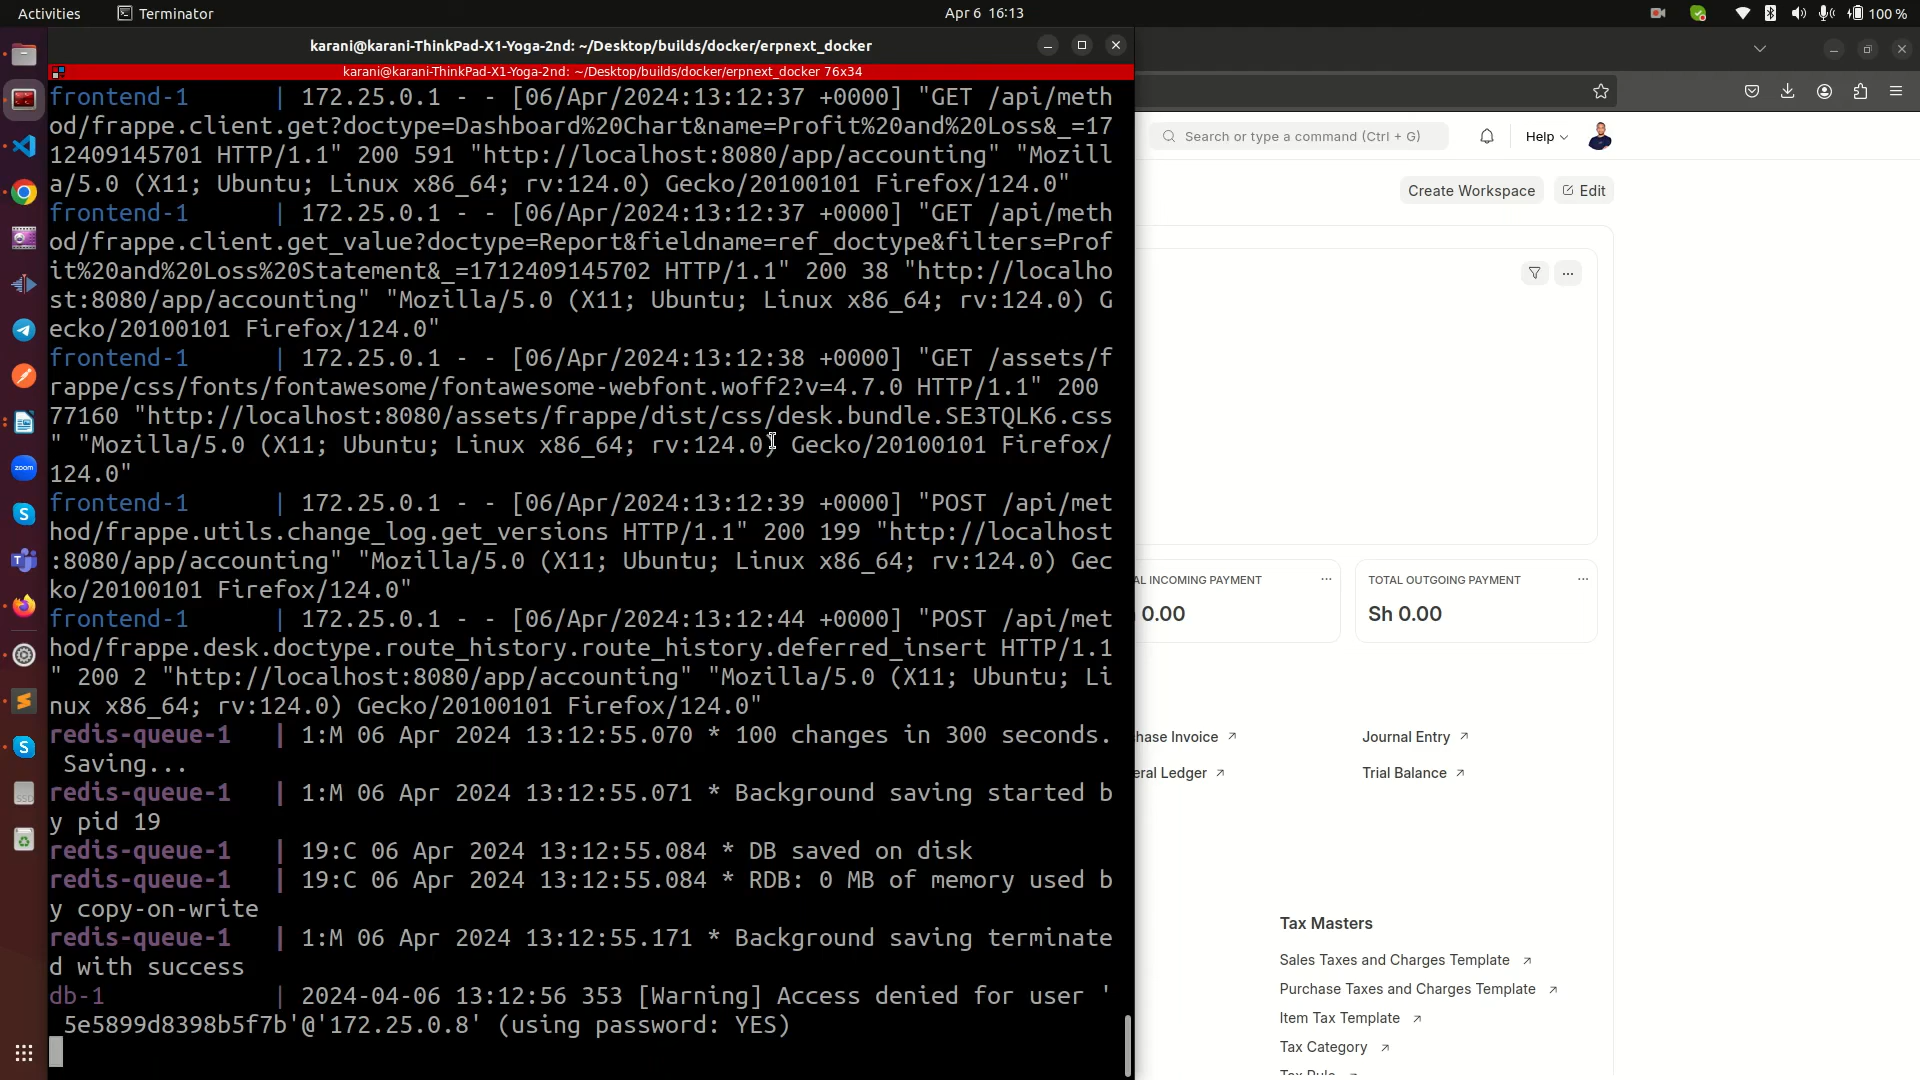 Activities
Terminator
Apr 6 16:13
100 %
karani@karani-ThinkPad-X1-Yoga-2nd: ~/Desktop/builds/docker/erpnext_docker
karani@karani-ThinkPad-X1-Yoga-2nd: ~/Desktop/builds/docker/erpnext_docker 76x34
frontend-1 | 172.25.0.1 - - [06/Apr/2024:13:12:37 +0000] "GET /api/meth
od/frappe.client.get?doctype=Dashboard%20Chart&name=Profit%20and%20Loss&_=17
12409145701 HTTP/1.1" 200 591 "http://localhost:8080/app/accounting" "Mozill
a/5.0 (X11; Ubuntu; Linux x86_64; rv:124.0) Gecko/20100101 Firefox/124.0"
frontend-1 | 172.25.0.1 - - [06/Apr/2024:13:12:37 +0000] "GET /api/meth
od/frappe.client.get_value?doctype=Report&fieldname=ref_doctype&filters=Prof
it%20and%20Loss%20Statement&_=1712409145702 HTTP/1.1" 200 38 "http://localho
st:8080/app/accounting" "Mozilla/5.0 (X11; Ubuntu; Linux x86_64; rv:124.0) G
ecko/20100101 Firefox/124.0"
frontend-1 | 172.25.0.1 - - [06/Apr/2024:13:12:38 +0000] "GET /assets/f
rappe/css/fonts/fontawesome/fontawesome-webfont.woff2?v=4.7.0 HTTP/1.1" 200
77160 "http://localhost:8080/assets/frappe/dist/css/desk.bundle.SE3TQLK6.css
" "Mozilla/5.0 (X11; Ubuntu; Linux x86_64; rv:124.0) Gecko/20100101 Firefox/
124.0"
frontend-1 | 172.25.0.1 - - [06/Apr/2024:13:12:39 +0000] "POST /api/met
hod/frappe.utils.change_log.get_versions HTTP/1.1" 200 199 "http://localhost
:8080/app/accounting" "Mozilla/5.0 (X11; Ubuntu; Linux x86_64; rv:124.0) Gec
ko/20100101 Firefox/124.0"
frontend-1 | 172.25.0.1 - - [06/Apr/2024:13:12:44 +0000] "POST /api/met
hod/frappe.desk.doctype.route_history.route_history.deferred_insert HTTP/1.1
" 200 2 "http://localhost:8080/app/accounting" "Mozilla/5.0 (X11; Ubuntu; Li
nux x86_64; rv:124.0) Gecko/20100101 Firefox/124.0"
redis-queue-1 | 1:M 06 Apr 2024 13:12:55.070 * 100 changes in 300 seconds.
Saving...
redis-queue-1 | 1:M 06 Apr 2024 13:12:55.071 * Background saving started b
y pid 19
redis-queue-1 | 19:C 06 Apr 2024 13:12:55.084 * DB saved on disk
redis-queue-1 | 19:C 06 Apr 2024 13:12:55.084 * RDB: 0 MB of memory used b
y copy-on-write
redis-queue-1 | 1:M 06 Apr 2024 13:12:55.171 * Background saving terminate
d with success
db-1 | 2024-04-06 13:12:56 353 [Warning] Access denied for user '
_5e5899d8398b5f7b'@'172.25.0.8' (using password: YES)
zoom
SSD
Search or type a command (Ctrl + G)
Help
Create Workspace
Edit
AL INCOMING PAYMENT
0.00
TOTAL OUTGOING PAYMENT
Sh 0.00
hase Invoice
Journal Entry
eral Ledger
Trial Balance
Tax Masters
Sales Taxes and Charges Template
Purchase Taxes and Charges Template
Item Tax Template
Tax Category
Tax Rule